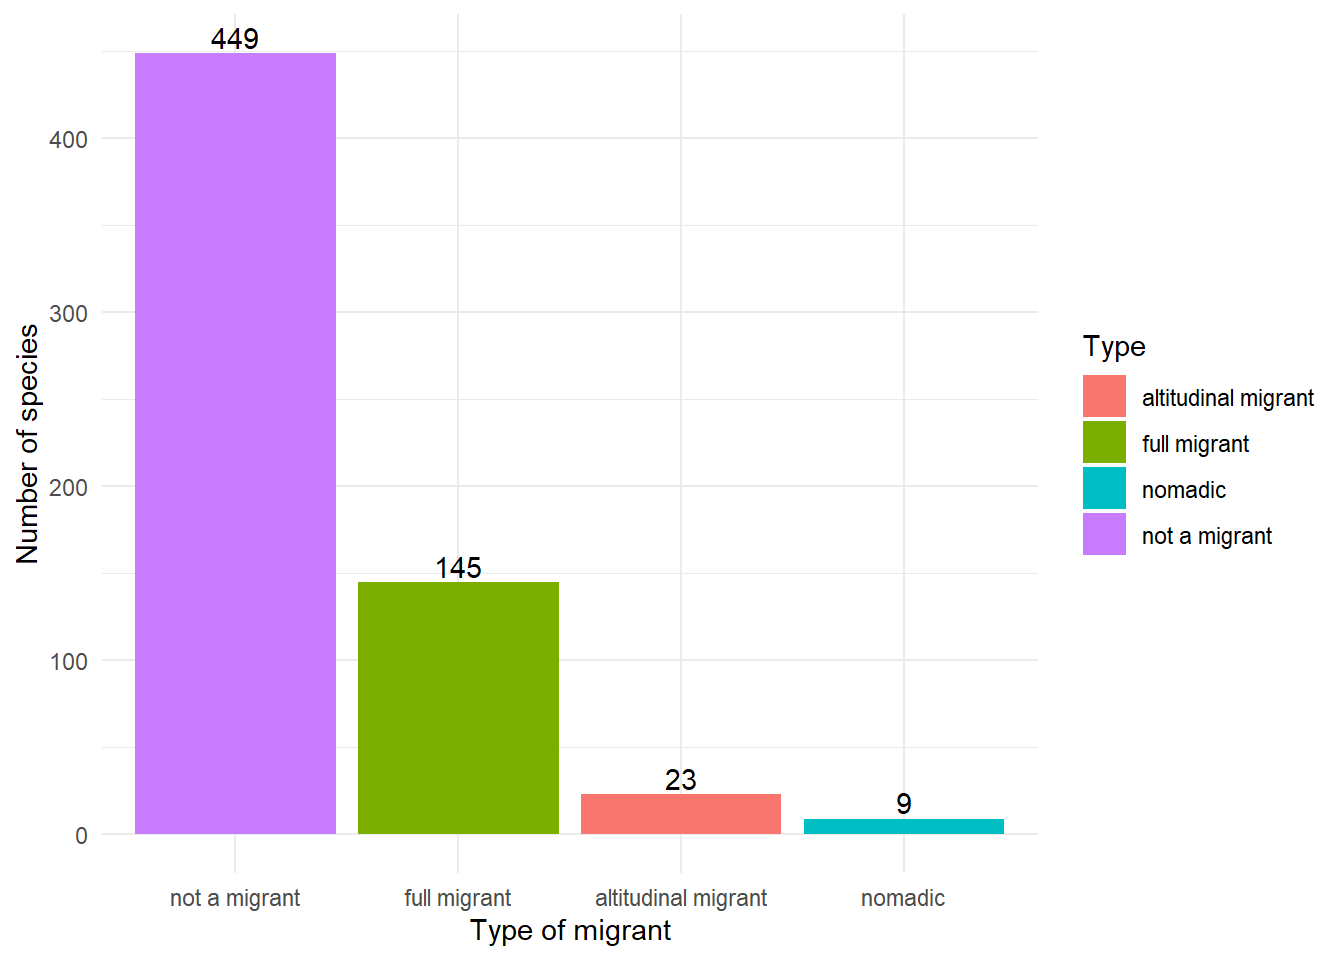 449
145
23
9
400
300
200
100
0
Number of species
not a migrant
full migrant
altitudinal migrant
nomadic
Type of migrant
Type
altitudinal migrant
full migrant
nomadic
not a migrant